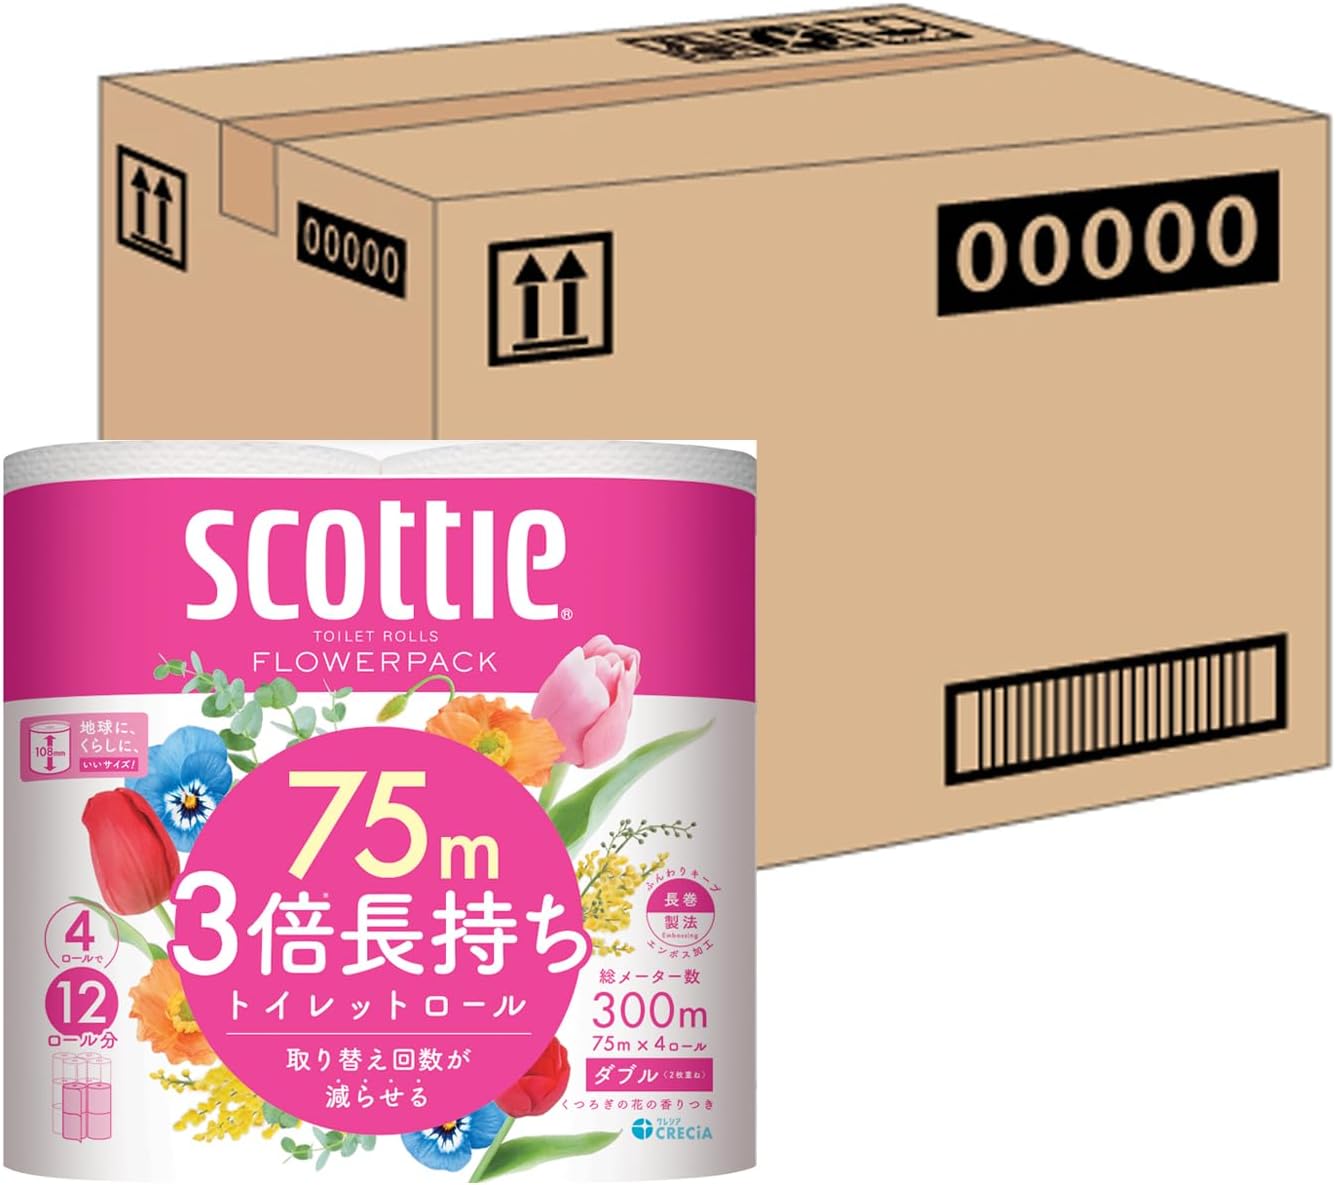 00000
00000
scottie®
TOILET ROLLS
FLOWERPACK
108mm
地球に、
くらしに、
いいサイズ!
75m
3倍長持ち
トイレットロール
取り替え回数が
減らせる
4
ロールで
12
ロール分
ふんわりキープ
長巻
製法
Embossing
エンボス加工
総メーター数
300m
75m×4ロール
ダブル〈2枚重ね〉
くつろぎの花の香りつき
クレシア
CRECIA